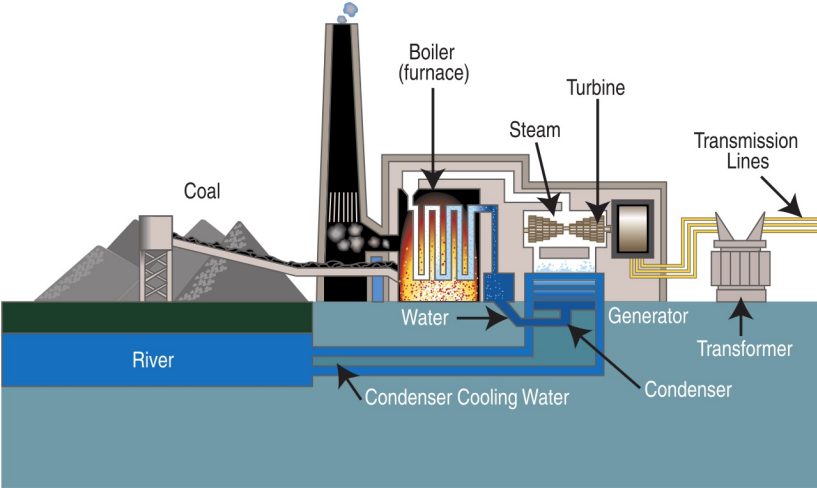 Boiler
(furnace)
Turbine
Steam
Transmission
Lines
Coal
Water
Generator
River
Transformer
Condenser
Condenser Cooling Water